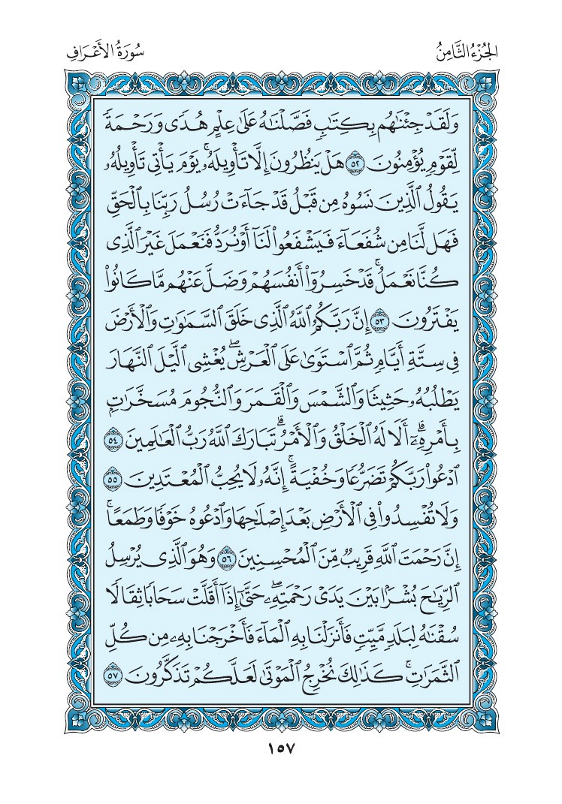 الجُزْءُ الثَّامِنُ
سُورَةُ الأَعْرَافِ
وَلَقَدْ جِئْنَٰهُم بِكِتَٰبٖ فَصَّلْنَٰهُ عَلَىٰ عِلْمٍ هُدٗى وَرَحْمَةٗ
لِّقَوْمٖ يُؤْمِنُونَ ٥٢ هَلْ يَنظُرُونَ إِلَّا تَأْوِيلَهُۥۚ يَوْمَ يَأْتِي تَأْوِيلُهُۥ
يَقُولُ ٱلَّذِينَ نَسُوهُ مِن قَبْلُ قَدْ جَآءَتْ رُسُلُ رَبِّنَا بِٱلْحَقِّ
فَهَل لَّنَا مِن شُفَعَآءَ فَيَشْفَعُوا۟ لَنَآ أَوْ نُرَدُّ فَنَعْمَلَ غَيْرَ ٱلَّذِي
كُنَّا نَعْمَلُۚ قَدْ خَسِرُوٓا۟ أَنفُسَهُمْ وَضَلَّ عَنْهُم مَّا كَانُوا۟
يَفْتَرُونَ ٥٣ إِنَّ رَبَّكُمُ ٱللَّهُ ٱلَّذِي خَلَقَ ٱلسَّمَٰوَٰتِ وَٱلْأَرْضَ
فِي سِتَّةِ أَيَّامٖ ثُمَّ ٱسْتَوَىٰ عَلَى ٱلْعَرْشِۖ يُغْشِي ٱلَّيْلَ ٱلنَّهَارَ
يَطْلُبُهُۥ حَثِيثٗا وَٱلشَّمْسَ وَٱلْقَمَرَ وَٱلنُّجُومَ مُسَخَّرَٰتِۭ
بِأَمْرِهِۦٓۗ أَلَا لَهُ ٱلْخَلْقُ وَٱلْأَمْرُۗ تَبَارَكَ ٱللَّهُ رَبُّ ٱلْعَٰلَمِينَ ٥٤
ٱدْعُوا۟ رَبَّكُمْ تَضَرُّعٗا وَخُفْيَةًۚ إِنَّهُۥ لَا يُحِبُّ ٱلْمُعْتَدِينَ ٥٥
وَلَا تُفْسِدُوا۟ فِي ٱلْأَرْضِ بَعْدَ إِصْلَٰحِهَا وَٱدْعُوهُ خَوْفٗا وَطَمَعًاۚ
إِنَّ رَحْمَتَ ٱللَّهِ قَرِيبٞ مِّنَ ٱلْمُحْسِنِينَ ٥٦ وَهُوَ ٱلَّذِي يُرْسِلُ
ٱلرِّيَٰحَ بُشْرَۢا بَيْنَ يَدَيْ رَحْمَتِهِۦۖ حَتَّىٰٓ إِذَآ أَقَلَّتْ سَحَابٗا ثِقَالٗا
سُقْنَٰهُ لِبَلَدٖ مَّيِّتٖ فَأَنزَلْنَا بِهِ ٱلْمَآءَ فَأَخْرَجْنَا بِهِۦ مِن كُلِّ
ٱلثَّمَرَٰتِۚ كَذَٰلِكَ نُخْرِجُ ٱلْمَوْتَىٰ لَعَلَّكُمْ تَذَكَّرُونَ ٥٧
١٥٧